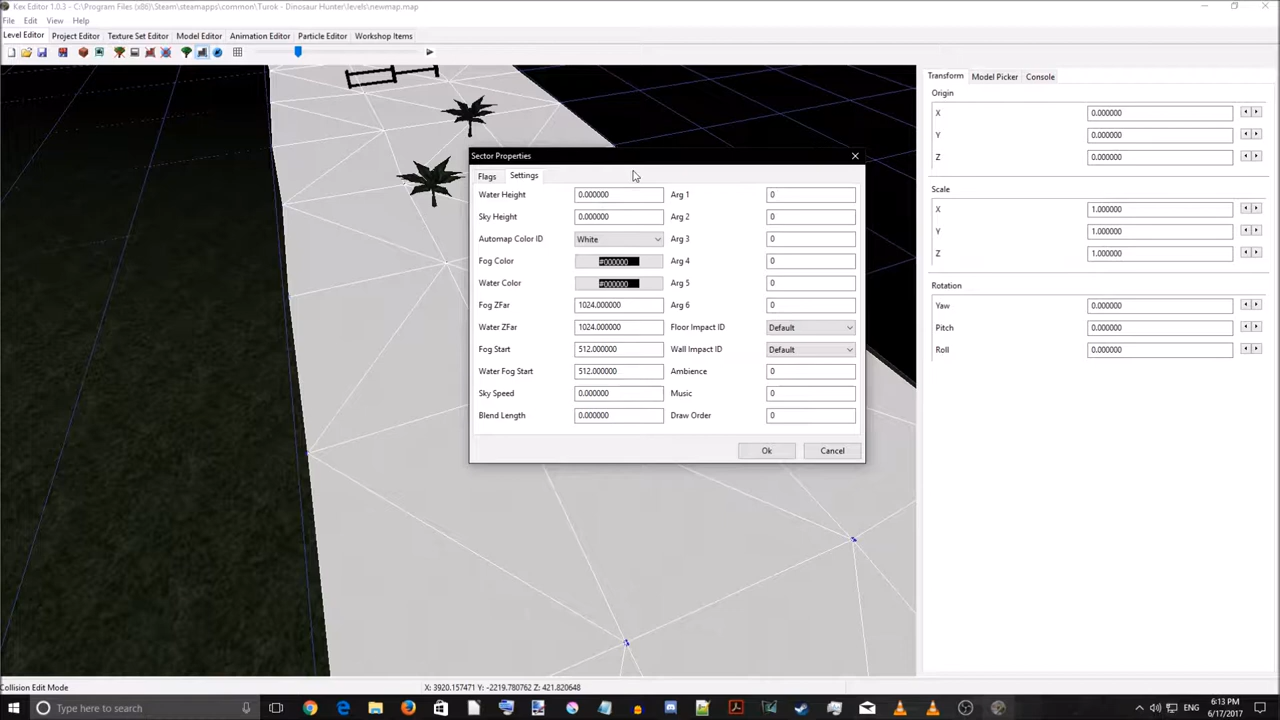 Kex Editor 1.0.3 - C:\Program Files (x86)\Steam\steamapps\common\Turok - Dinosaur Hunter\levels\newmap.map
File Edit View Help
Level Editor Project Editor Texture Set Editor Model Editor Animation Editor Particle Editor Workshop Items
Transform Model Picker Console
Origin
X 0.000000
Y 0.000000
Z 0.000000
Scale
X 1.000000
Y 1.000000
Z 1.000000
Rotation
Yaw 0.000000
Pitch 0.000000
Roll 0.000000
Sector Properties
Flags Settings
Water Height 0.000000 Arg 1 0
Sky Height 0.000000 Arg 2 0
Automap Color ID White Arg 3 0
Fog Color #000000 Arg 4 0
Water Color #000000 Arg 5 0
Fog ZFar 1024.000000 Arg 6 0
Water ZFar 1024.000000 Floor Impact ID Default
Fog Start 512.000000 Wall Impact ID Default
Water Fog Start 512.000000 Ambience 0
Sky Speed 0.000000 Music 0
Blend Length 0.000000 Draw Order 0
Ok Cancel
Collision Edit Mode X: 3920.157471 Y: -2219.780762 Z: 421.820648
Type here to search
ENG
6:13 PM
6/17/2017